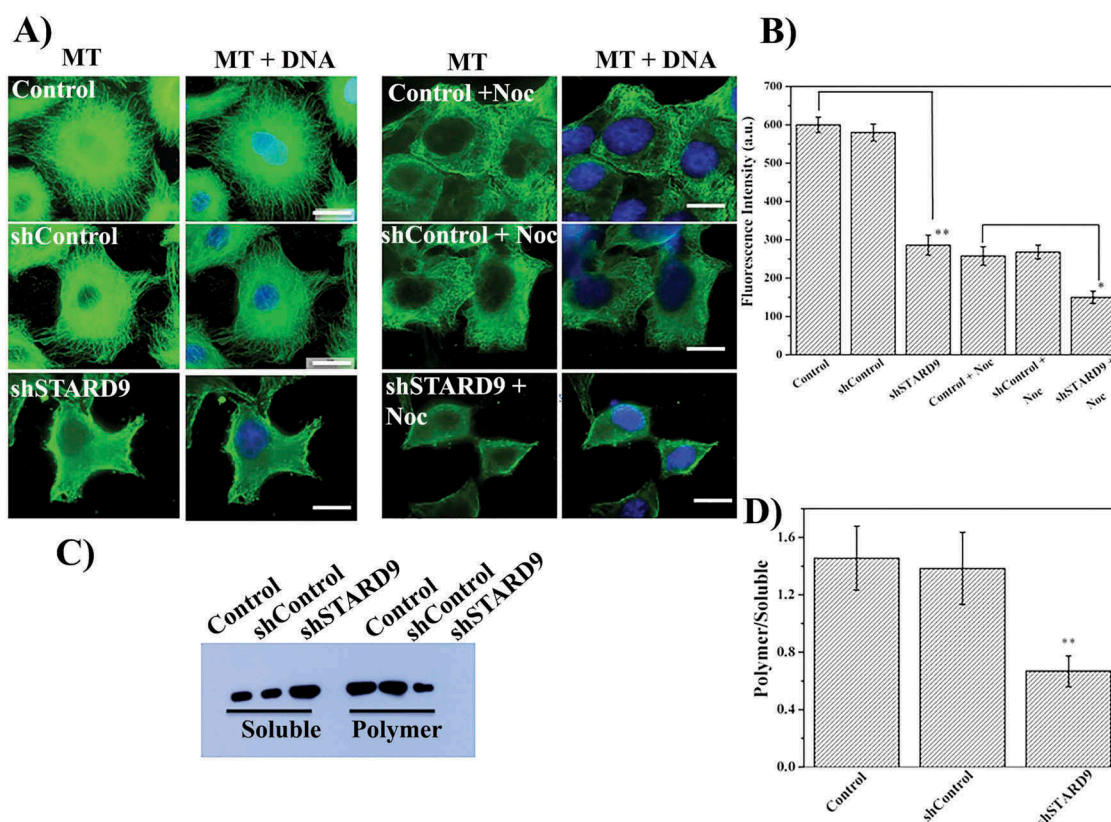 A)
MT
MT + DNA
MT
MT + DNA
Control
Control +Noc
shControl
shControl + Noc
shSTARD9
shSTARD9 +
Noc
B)
Fluorescence Intensity (a.u.)
700
600
500
400
300
200
100
0
**
*
Control
shControl
shSTARD9
Control + Noc
shControl +
Noc
shSTARD9 +
Noc
C)
Control
shControl
shSTARD9
Control
shControl
shSTARD9
Soluble
Polymer
D)
Polymer/Soluble
1.6
1.2
0.8
0.4
0.0
**
Control
shControl
shSTARD9